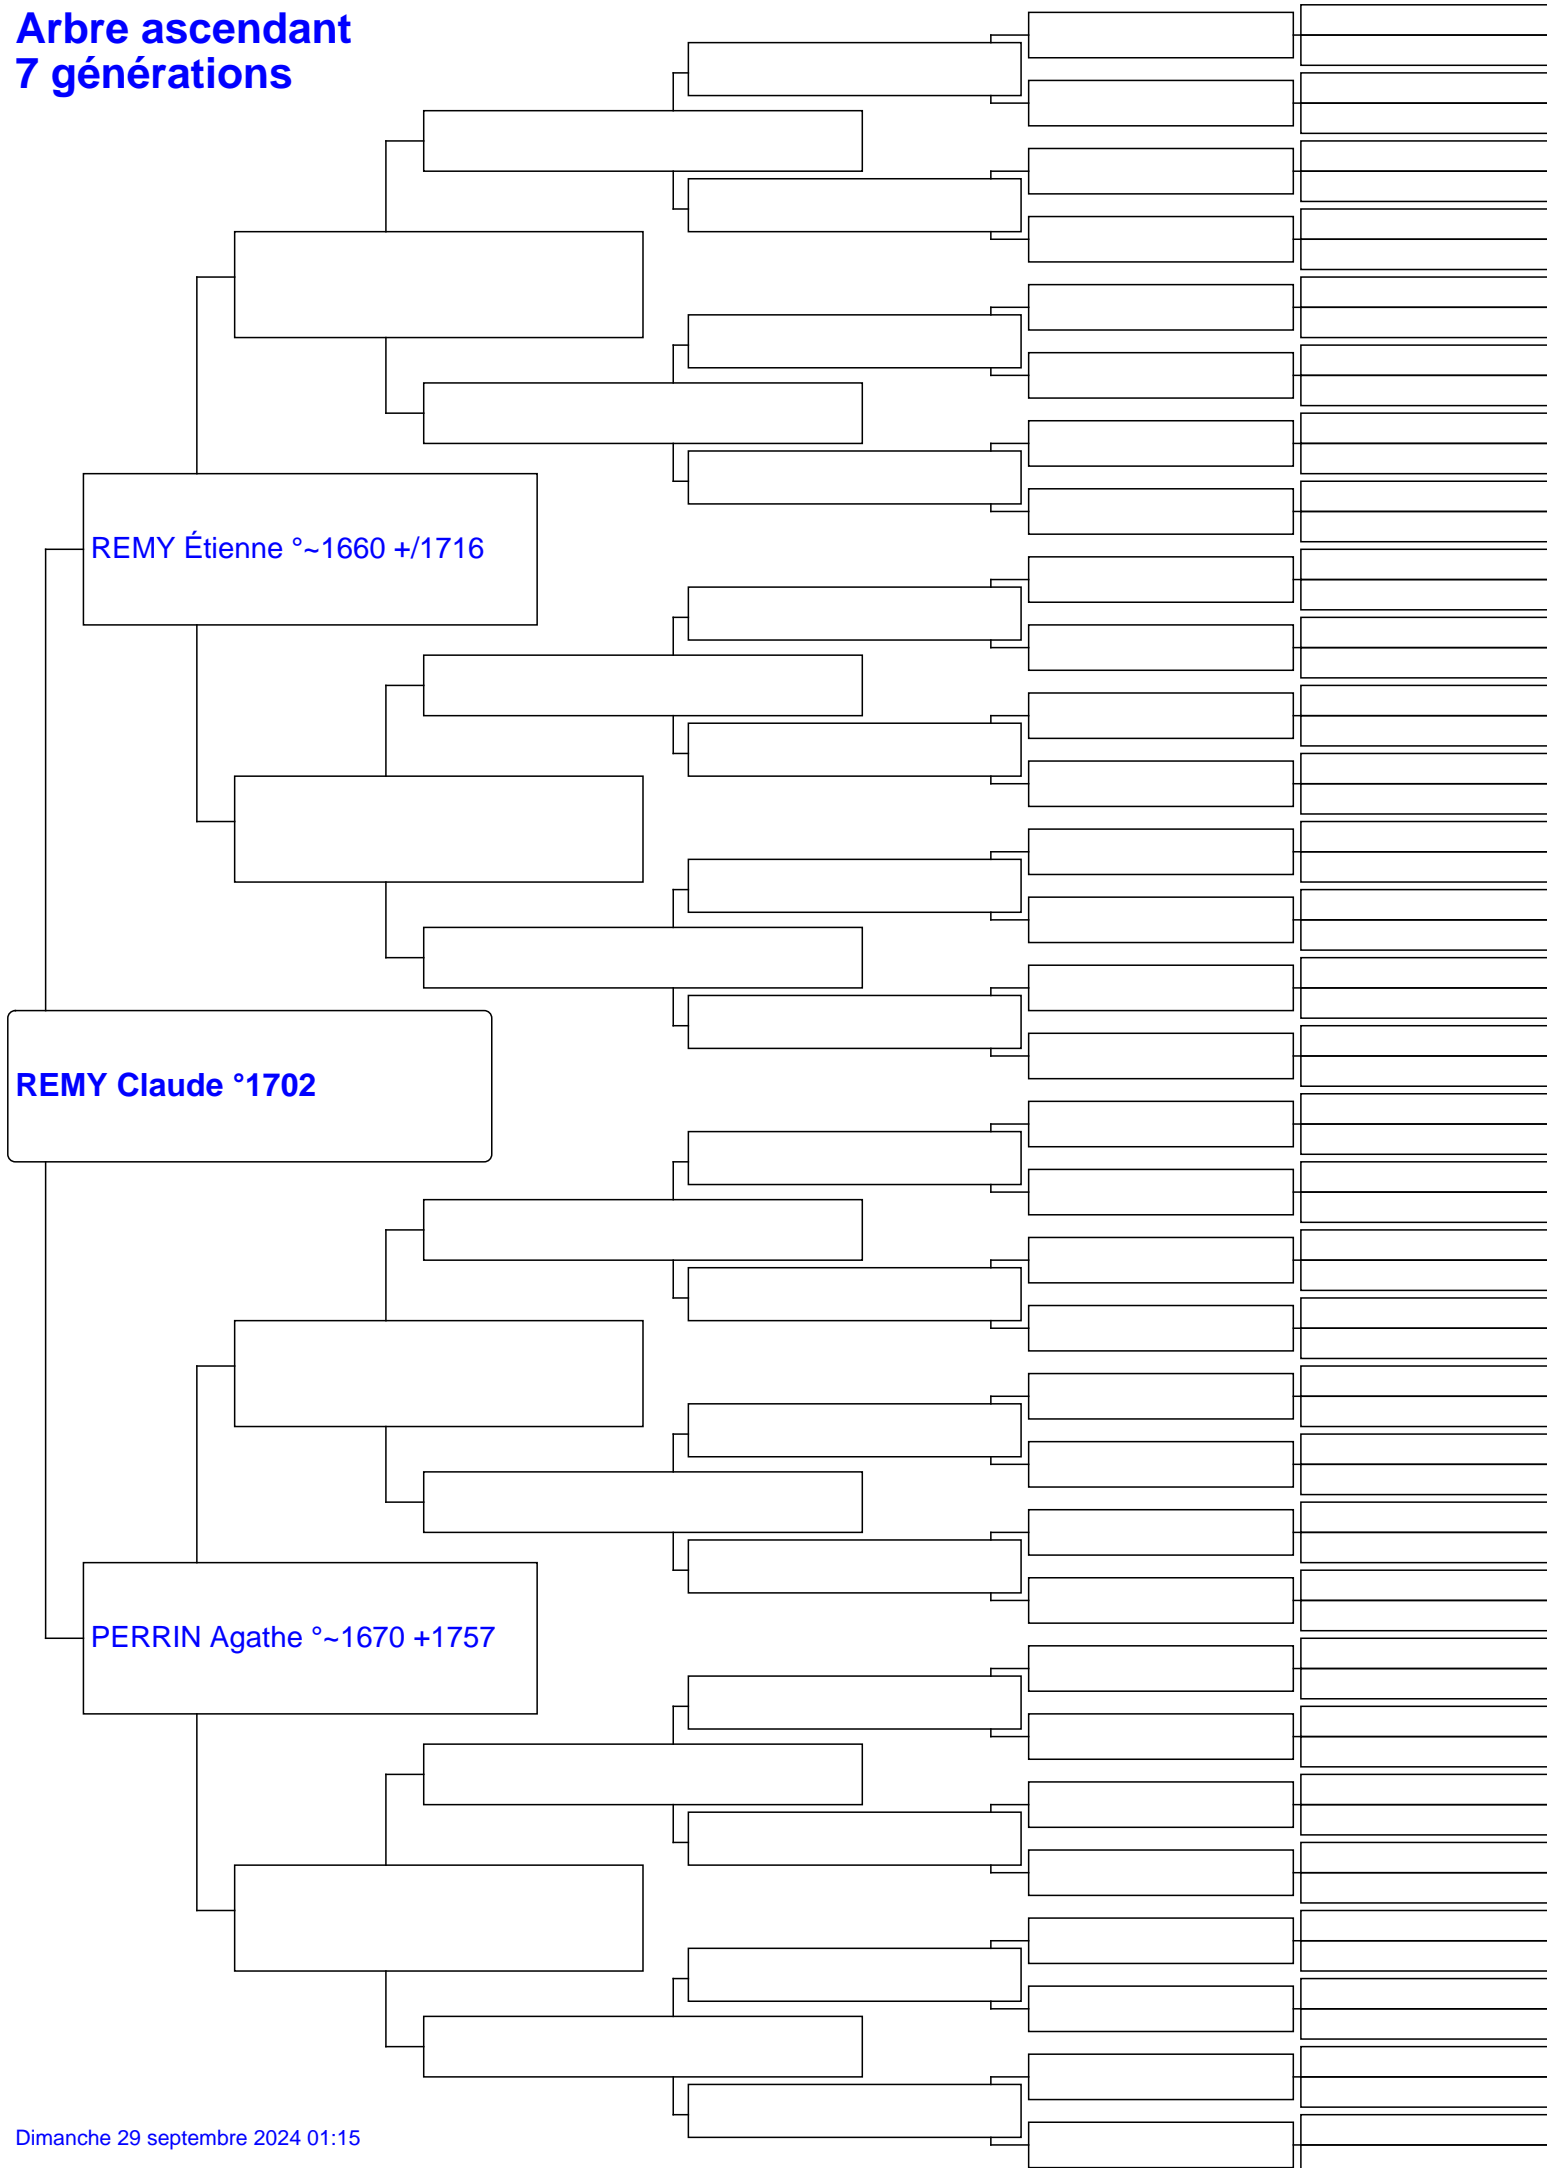 Arbre ascendant
7 générations
REMY Étienne °~1660 +/1716
REMY Claude °1702
PERRIN Agathe °~1670 +1757
Dimanche 29 septembre 2024 01:15